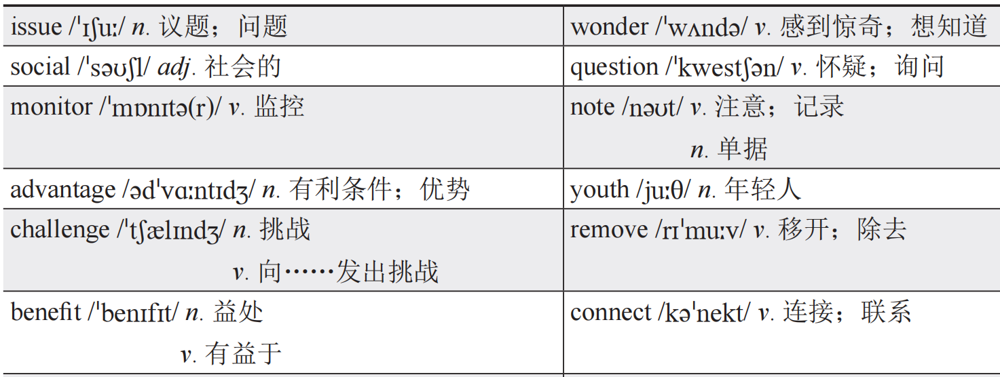 issue /ˈɪʃuː/ n. 议题；问题
wonder /ˈwʌndə/ v. 感到惊奇；想知道
social /ˈsəʊʃl/ adj. 社会的
question /ˈkwestʃən/ v. 怀疑；询问
monitor /ˈmɒnɪtə(r)/ v. 监控
note /nəʊt/ v. 注意；记录
n. 单据
advantage /ədˈvɑːntɪdʒ/ n. 有利条件；优势
youth /juːθ/ n. 年轻人
challenge /ˈtʃælɪndʒ/ n. 挑战
v. 向……发出挑战
remove /rɪˈmuːv/ v. 移开；除去
benefit /ˈbenɪfɪt/ n. 益处
v. 有益于
connect /kəˈnekt/ v. 连接；联系